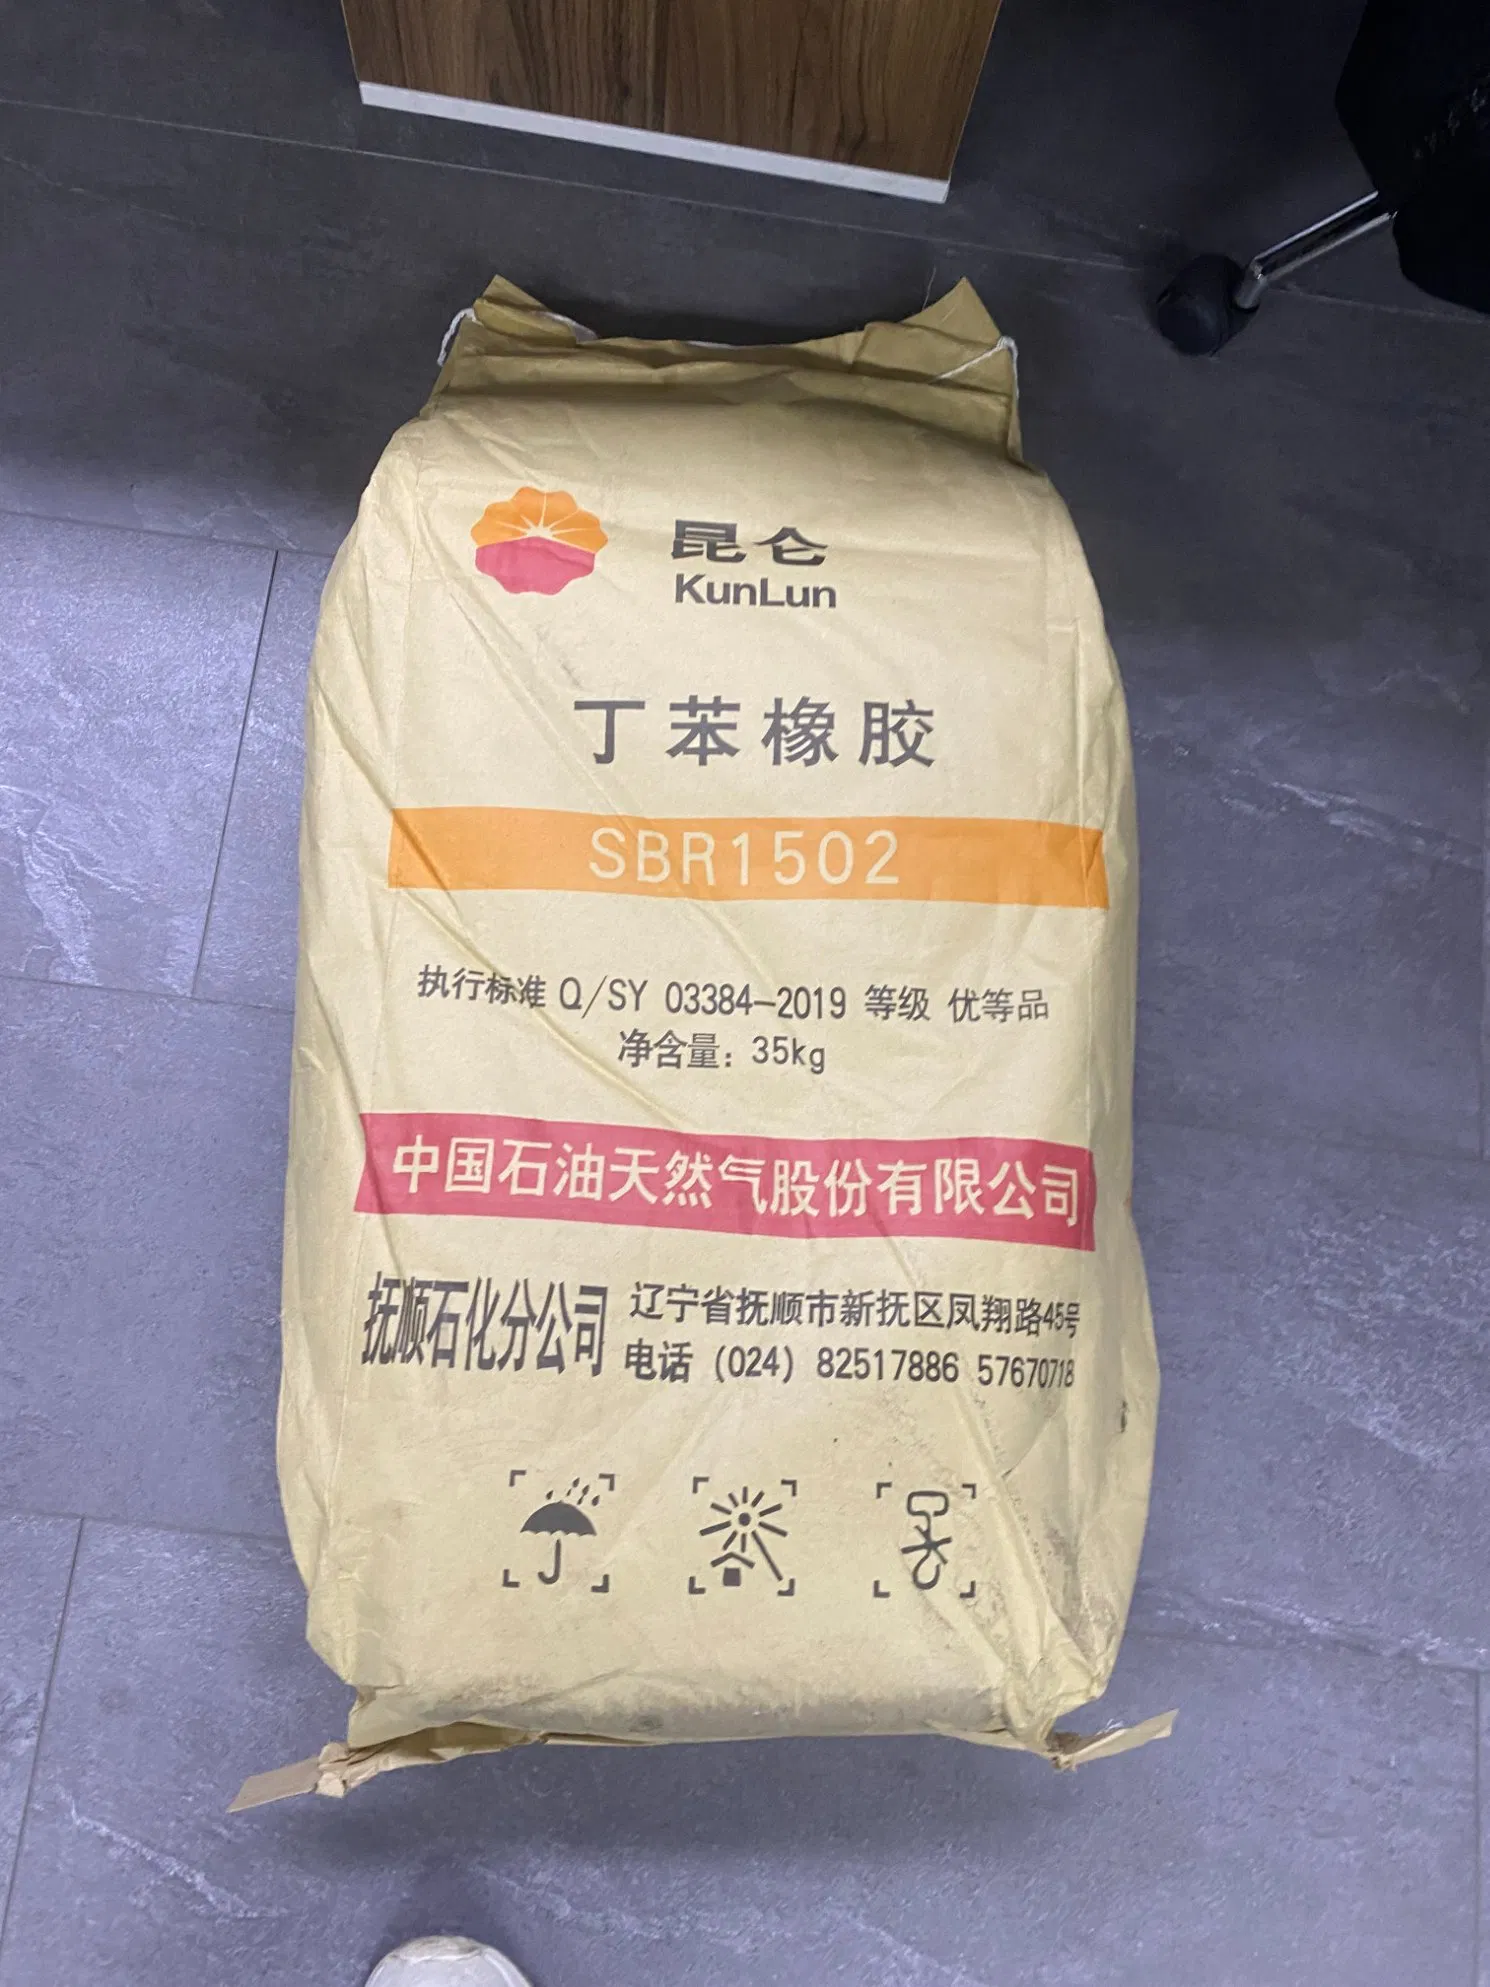 昆仑
KunLun
丁苯橡胶
SBR1502
执行标准 Q/SY 03384-2019 等级 优等品
净含量：35kg
中国石油天然气股份有限公司
抚顺石化分公司
辽宁省抚顺市新抚区凤翔路45号
电话（024）82517886 57670718